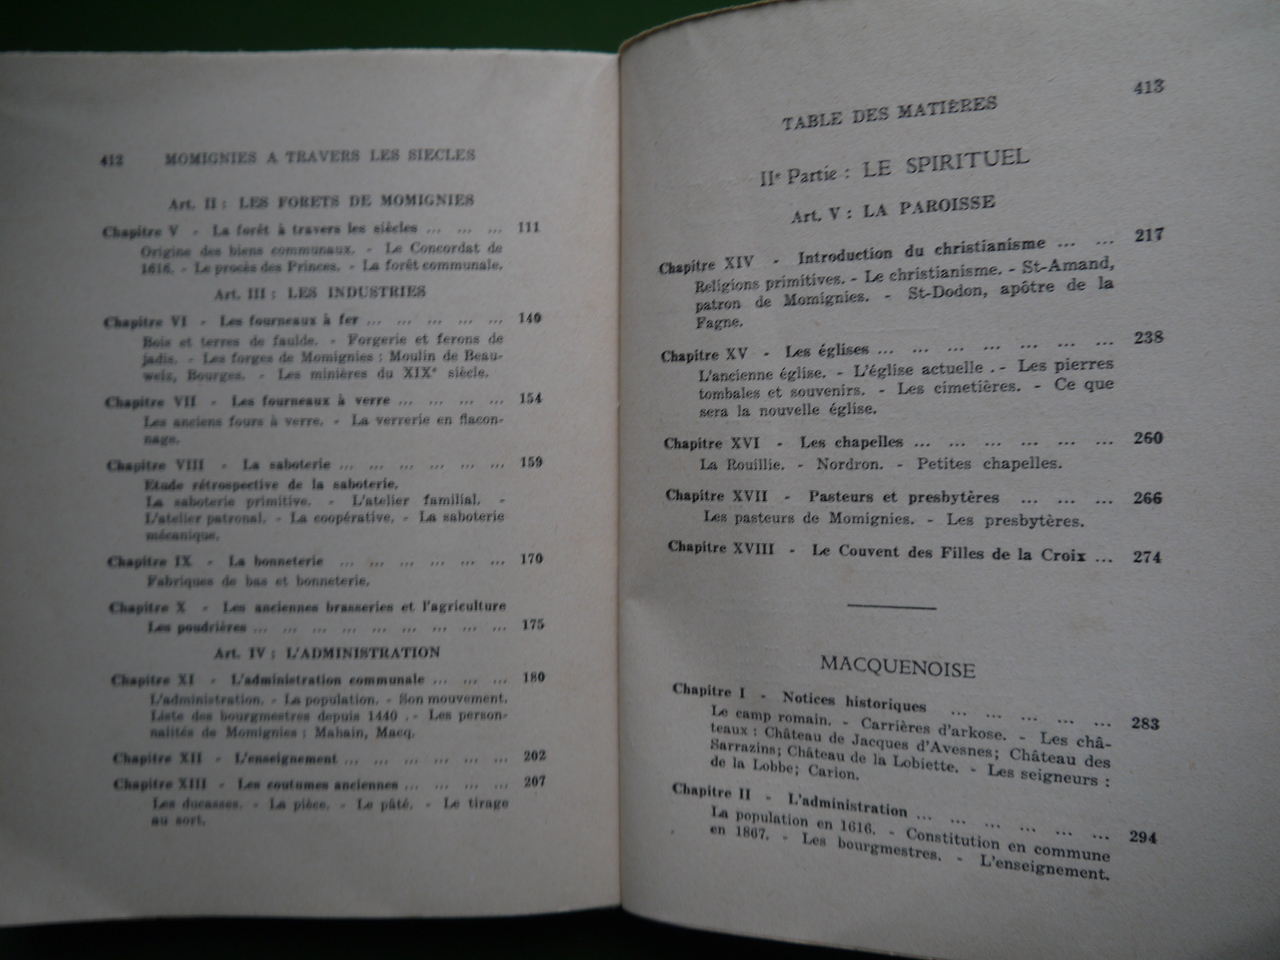 412 MOMIGNIES A TRAVERS LES SIECLES
Art. II : LES FORETS DE MOMIGNIES
Chapitre V - La forêt à travers les siècles ... ... ... 111
Origine des biens communaux. - Le Concordat de
1616. - Le procès des Princes. - La forêt communale.
Art. III : LES INDUSTRIES
Chapitre VI - Les fourneaux à fer ... ... ... ... ... 140
Bois et terres de faulde. - Forgerie et ferons de
jadis. - Les forges de Momignies : Moulin de Beau-
weiz, Bourges. - Les minières du XIXe siècle.
Chapitre VII - Les fourneaux à verre ... ... ... ... 154
Les anciens fours à verre. - La verrerie en flacon-
nage.
Chapitre VIII - La saboterie ... ... ... ... ... ... 159
Etude rétrospective de la saboterie.
La saboterie primitive. - L'atelier familial. -
L'atelier patronal. - La coopérative. - La saboterie
mécanique.
Chapitre IX - La bonneterie ... ... ... ... ... ... 170
Fabriques de bas et bonneterie.
Chapitre X - Les anciennes brasseries et l'agriculture
Les poudrières ... ... ... ... ... ... ... ... ... 175
Art. IV : L'ADMINISTRATION
Chapitre XI - L'administration communale ... ... ... 180
L'administration. - La population. - Son mouvement.
Liste des bourgmestres depuis 1440 . - Les person-
nalités de Momignies : Mahain, Macq.
Chapitre XII - L'enseignement ... ... ... ... ... ... 202
Chapitre XIII - Les coutumes anciennes ... ... ... ... 207
Les ducasses. - La pièce. - Le pâté. - Le tirage
au sort.
TABLE DES MATIÈRES 413
IIe Partie : LE SPIRITUEL
Art. V : LA PAROISSE
Chapitre XIV - Introduction du christianisme ... ... 217
Religions primitives. - Le christianisme. - St-Amand,
patron de Momignies. - St-Dodon, apôtre de la
Fagne.
Chapitre XV - Les églises ... ... ... ... ... ... ... 238
L'ancienne église. - L'église actuelle . - Les pierres
tombales et souvenirs. - Les cimetières. - Ce que
sera la nouvelle église.
Chapitre XVI - Les chapelles ... ... ... ... ... ... 260
La Rouillie. - Nordron. - Petites chapelles.
Chapitre XVII - Pasteurs et presbytères ... ... ... 266
Les pasteurs de Momignies. - Les presbytères.
Chapitre XVIII - Le Couvent des Filles de la Croix ... 274
MACQUENOISE
Chapitre I - Notices historiques ... ... ... ... ... 283
Le camp romain. - Carrières d'arkose. - Les châ-
teaux : Château de Jacques d'Avesnes; Château des
Sarrazins; Château de la Lobiette. - Les seigneurs :
de la Lobbe; Carion.
Chapitre II - L'administration ... ... ... ... ... ... 294
La population en 1616. - Constitution en commune
en 1867. - Les bourgmestres. - L'enseignement.